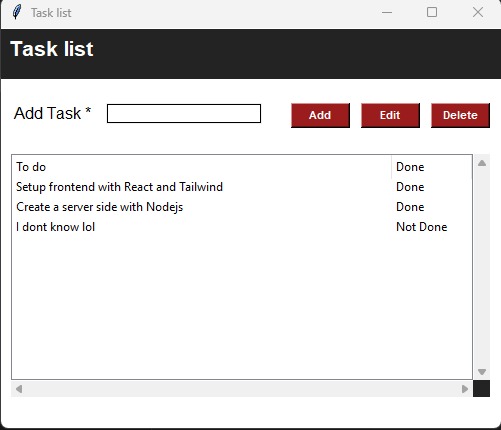 Task list
Task list
Add Task * Add Edit Delete
To do Done
Setup frontend with React and Tailwind Done
Create a server side with Nodejs Done
I dont know lol Not Done